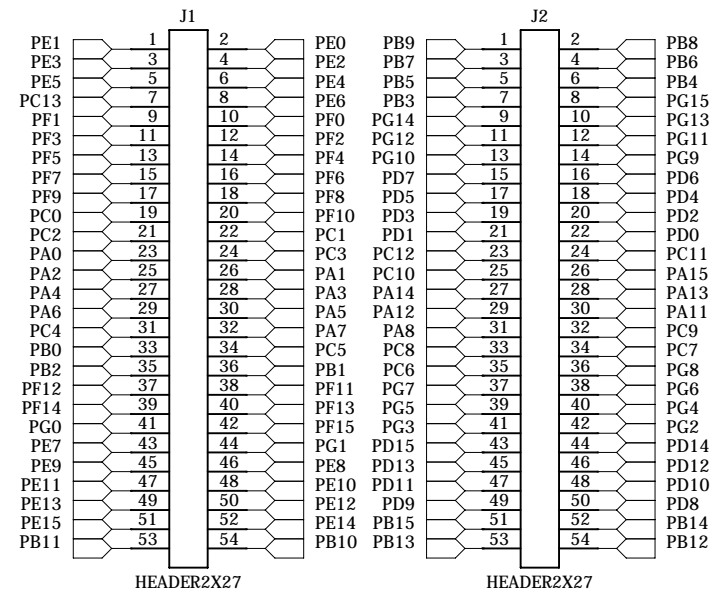 J1 J2
PE1 1 2 PE0 PB9 1 2 PB8
PE3 3 4 PE2 PB7 3 4 PB6
PE5 5 6 PE4 PB5 5 6 PB4
PC13 7 8 PE6 PB3 7 8 PG15
PF1 9 10 PF0 PG14 9 10 PG13
PF3 11 12 PF2 PG12 11 12 PG11
PF5 13 14 PF4 PG10 13 14 PG9
PF7 15 16 PF6 PD7 15 16 PD6
PF9 17 18 PF8 PD5 17 18 PD4
PC0 19 20 PF10 PD3 19 20 PD2
PC2 21 22 PC1 PD1 21 22 PD0
PA0 23 24 PC3 PC12 23 24 PC11
PA2 25 26 PA1 PC10 25 26 PA15
PA4 27 28 PA3 PA14 27 28 PA13
PA6 29 30 PA5 PA12 29 30 PA11
PC4 31 32 PA7 PA8 31 32 PC9
PB0 33 34 PC5 PC8 33 34 PC7
PB2 35 36 PB1 PC6 35 36 PG8
PF12 37 38 PF11 PG7 37 38 PG6
PF14 39 40 PF13 PG5 39 40 PG4
PG0 41 42 PF15 PG3 41 42 PG2
PE7 43 44 PG1 PD15 43 44 PD14
PE9 45 46 PE8 PD13 45 46 PD12
PE11 47 48 PE10 PD11 47 48 PD10
PE13 49 50 PE12 PD9 49 50 PD8
PE15 51 52 PE14 PB15 51 52 PB14
PB11 53 54 PB10 PB13 53 54 PB12
HEADER2X27 HEADER2X27